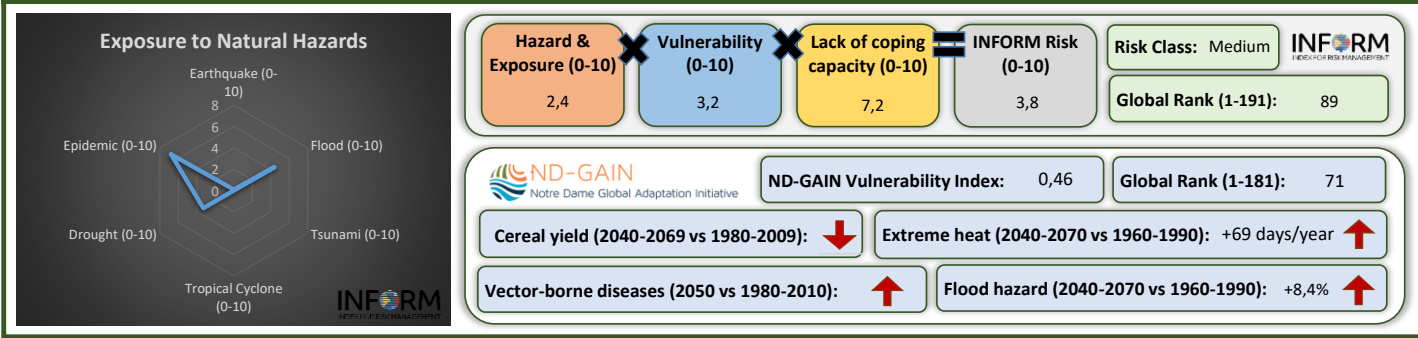 Exposure to Natural Hazards
Earthquake (0-
10)
8
6
4
2
0
Epidemic (0-10)
Flood (0-10)
Drought (0-10)
Tsunami (0-10)
Tropical Cyclone
(0-10)
INFORM
INDEX FOR RISK MANAGEMENT
Hazard &
Exposure (0-10)
2,4
Vulnerability
(0-10)
3,2
Lack of coping
capacity (0-10)
7,2
INFORM Risk
(0-10)
3,8
Risk Class: Medium
INFORM
INDEX FOR RISK MANAGEMENT
Global Rank (1-191): 89
ND-GAIN
Notre Dame Global Adaptation Initiative
ND-GAIN Vulnerability Index: 0,46
Global Rank (1-181): 71
Cereal yield (2040-2069 vs 1980-2009):
Extreme heat (2040-2070 vs 1960-1990): +69 days/year
Vector-borne diseases (2050 vs 1980-2010):
Flood hazard (2040-2070 vs 1960-1990): +8,4%